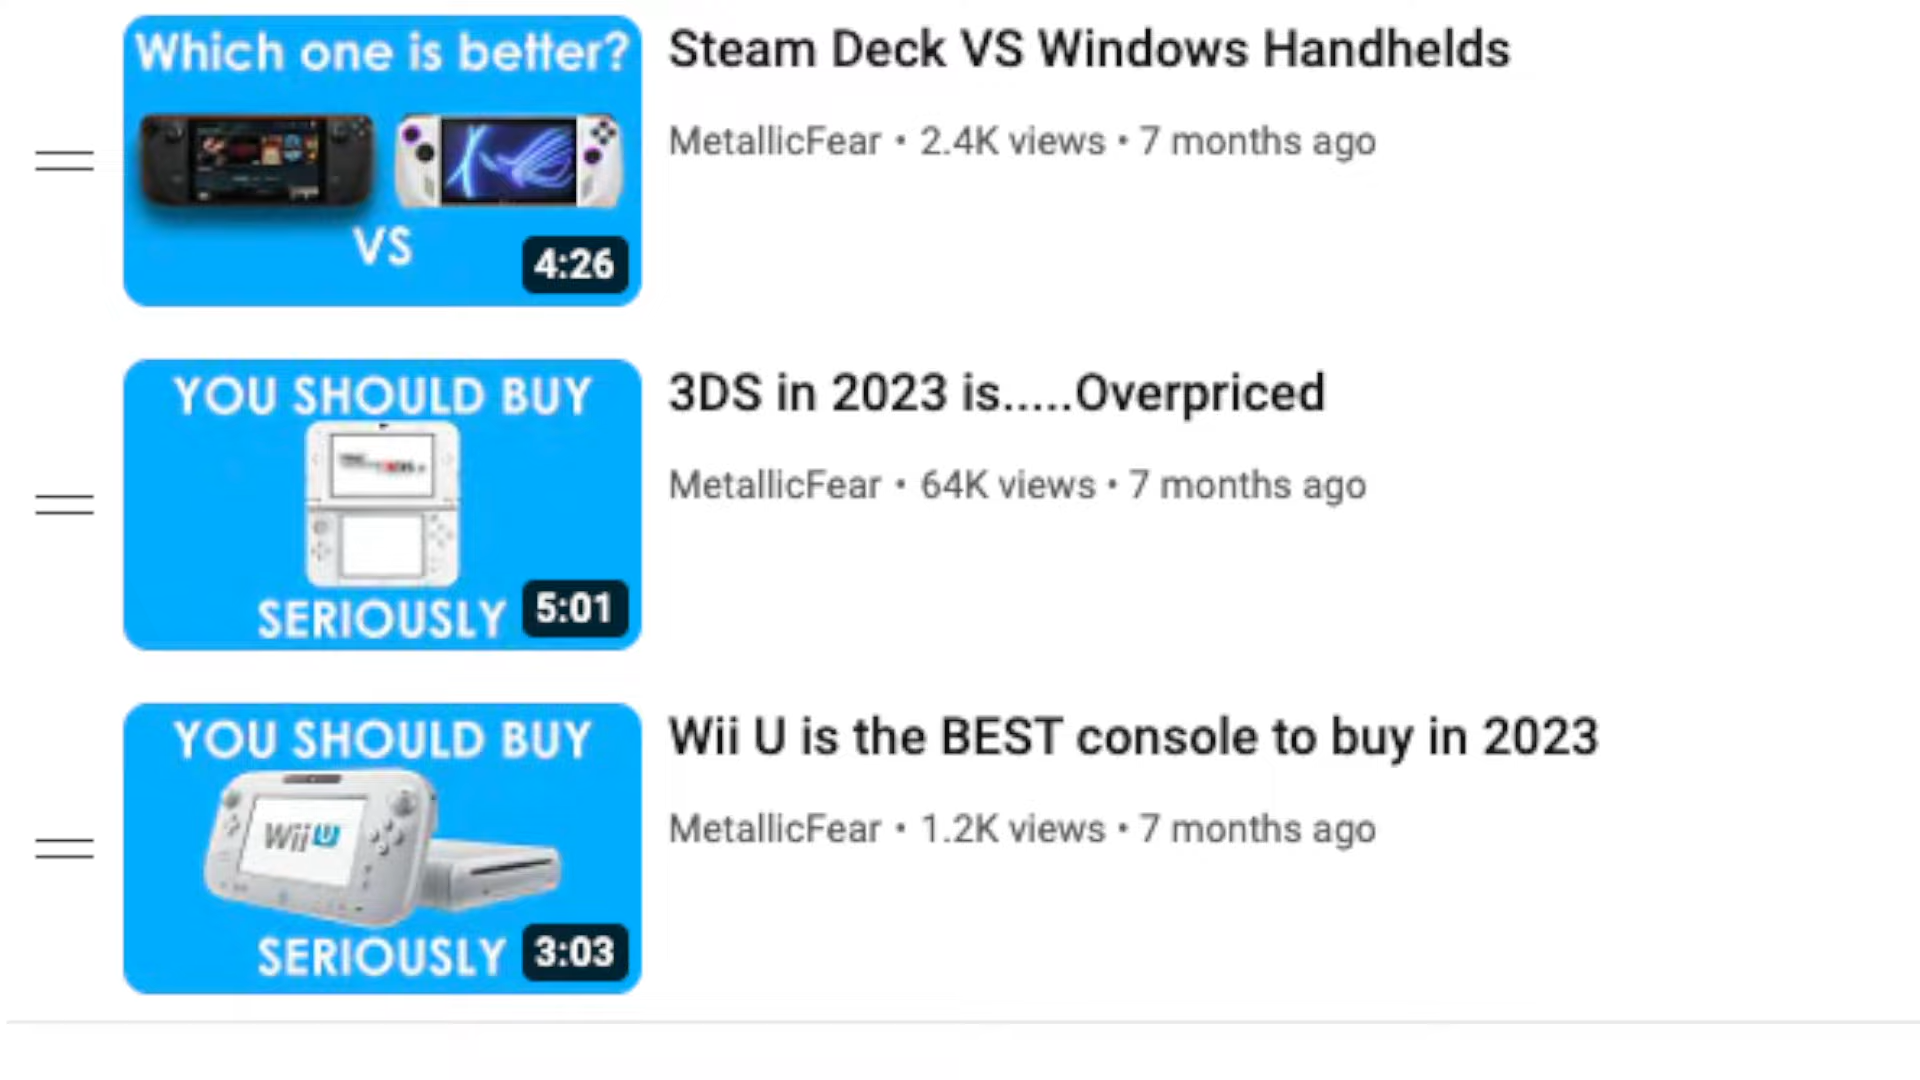 Which one is better?
VS
4:26
Steam Deck VS Windows Handhelds
MetallicFear • 2.4K views • 7 months ago
YOU SHOULD BUY
SERIOUSLY
5:01
3DS in 2023 is.....Overpriced
MetallicFear • 64K views • 7 months ago
YOU SHOULD BUY
Wii U
SERIOUSLY
3:03
Wii U is the BEST console to buy in 2023
MetallicFear • 1.2K views • 7 months ago